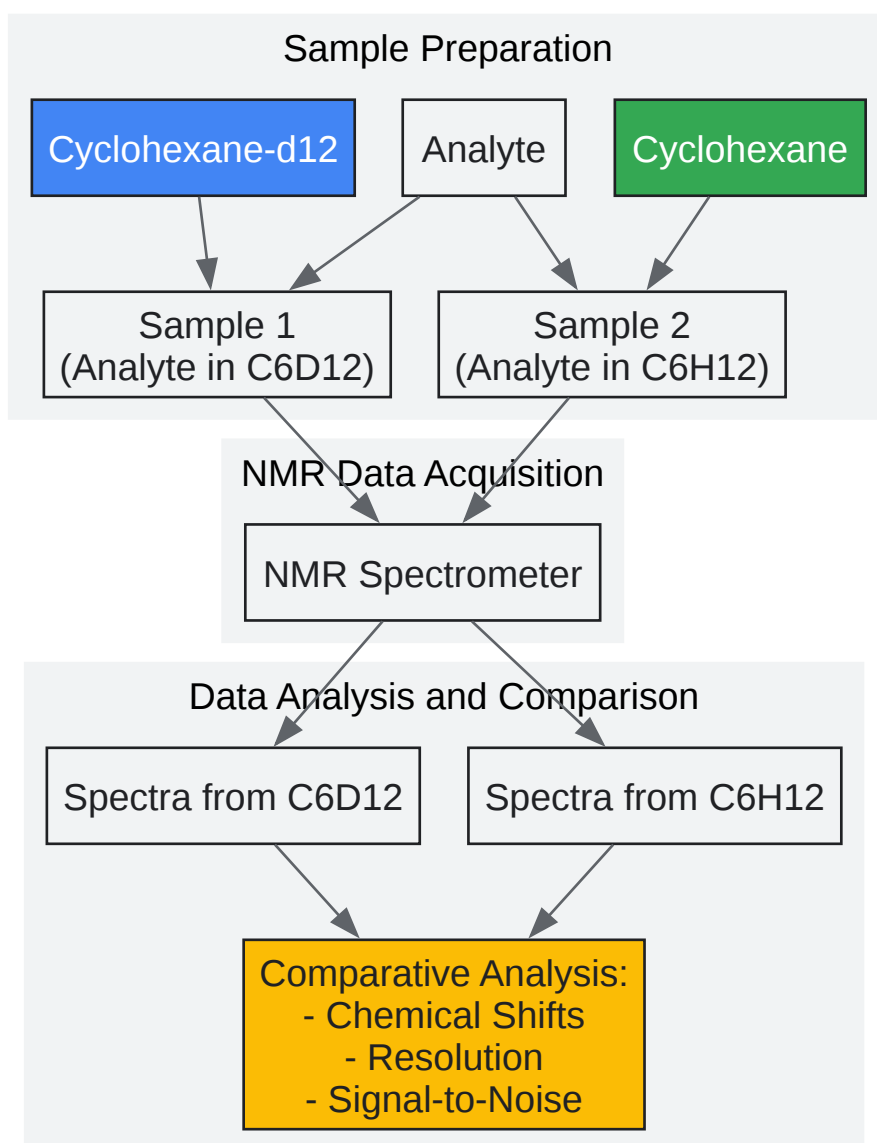 Sample Preparation
Cyclohexane-d12
Analyte
Cyclohexane
Sample 1
(Analyte in C6D12)
Sample 2
(Analyte in C6H12)
NMR Data Acquisition
NMR Spectrometer
Data Analysis and Comparison
Spectra from C6D12
Spectra from C6H12
Comparative Analysis:
- Chemical Shifts
- Resolution
- Signal-to-Noise